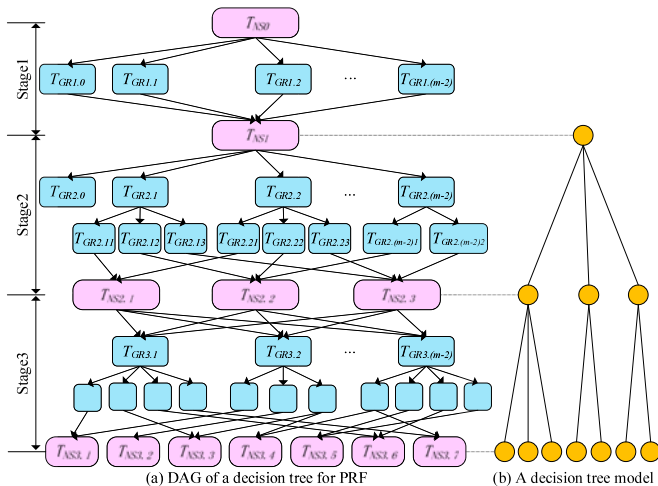 T_NS0
Stage1
T_GR1.0 T_GR1.1 T_GR1.2 ... T_GR1.(m-2)
T_NS1
Stage2
T_GR2.0 T_GR2.1 T_GR2.2 ... T_GR2.(m-2)
T_GR2.11 T_GR2.12 T_GR2.13 T_GR2.21 T_GR2.22 T_GR2.23 T_GR2.(m-2)1 T_GR2.(m-2)2
T_NS2.1 T_NS2.2 T_NS2.3
Stage3
T_GR3.1 T_GR3.2 ... T_GR3.(m-2)
T_NS3.1 T_NS3.2 T_NS3.3 T_NS3.4 T_NS3.5 T_NS3.6 T_NS3.7
(a) DAG of a decision tree for PRF (b) A decision tree model